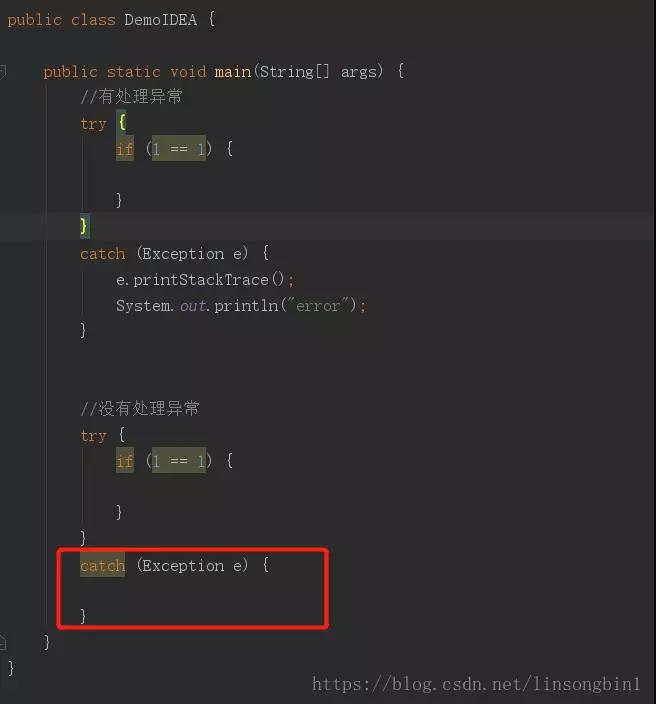 public class DemoIDEA {
public static void main(String[] args) {
//有处理异常
try {
if (1 == 1) {
}
}
catch (Exception e) {
e.printStackTrace();
System.out.println("error");
}
//没有处理异常
try {
if (1 == 1) {
}
}
catch (Exception e) {
}
}
}
https://blog.csdn.net/linsongbin1